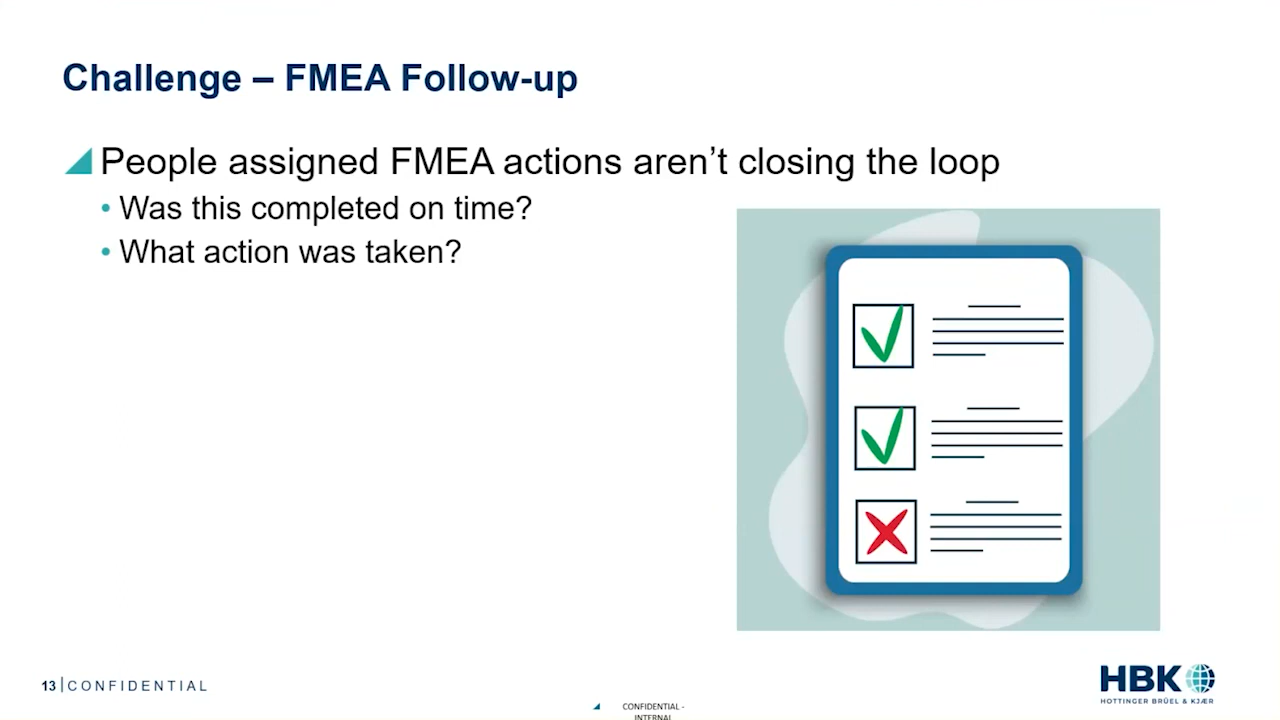 Challenge – FMEA Follow-up
People assigned FMEA actions aren’t closing the loop
• Was this completed on time?
• What action was taken?
13 | CONFIDENTIAL
CONFIDENTIAL -
INTERNAL
HBK
HOTTINGER BRÜEL & KJÆR